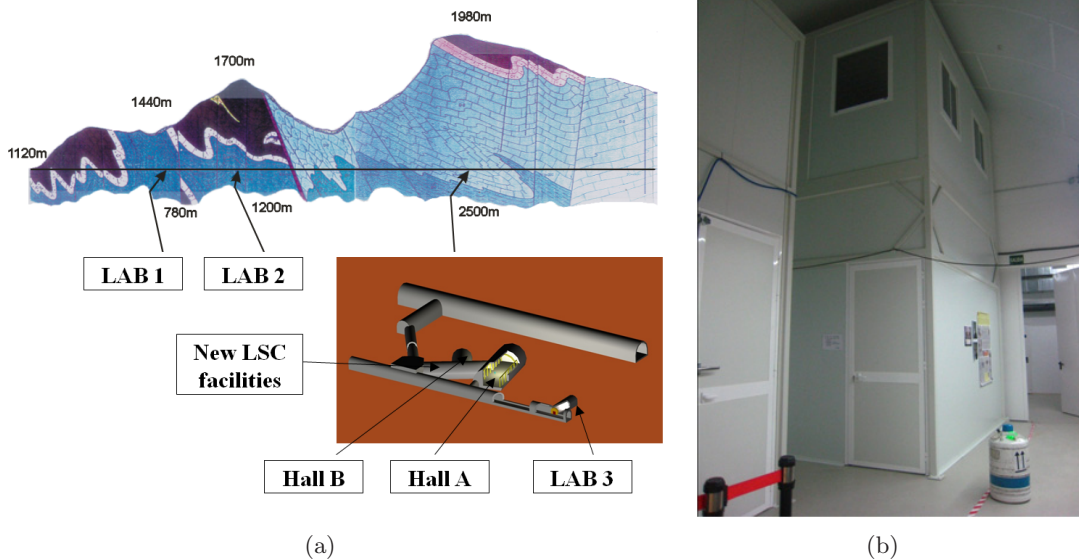 1980m
1700m
1440m
1120m
780m
1200m
2500m
LAB 1
LAB 2
New LSC
facilities
Hall B
Hall A
LAB 3
(a)
(b)